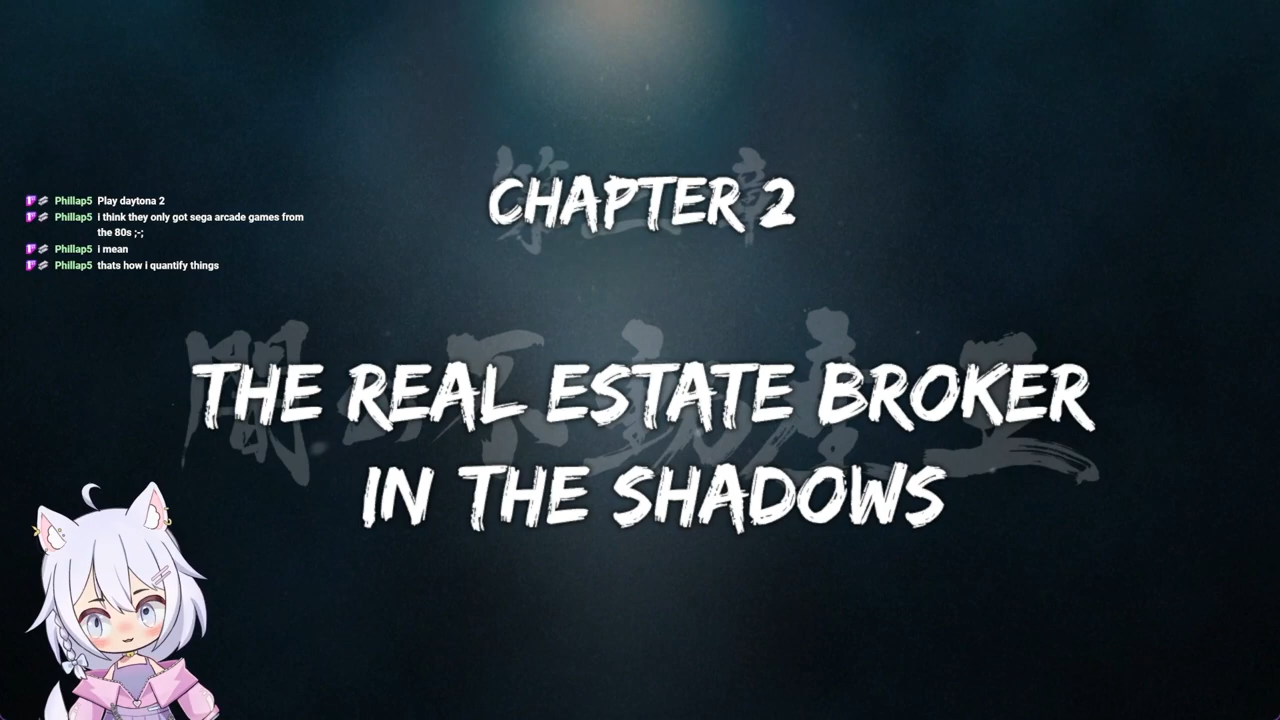 CHAPTER 2
Phillap5 Play daytona 2
Phillap5 i think they only got sega arcade games from
the 80s ;-;
Phillap5 i mean
Phillap5 thats how i quantify things
THE REAL ESTATE BROKER
IN THE SHADOWS